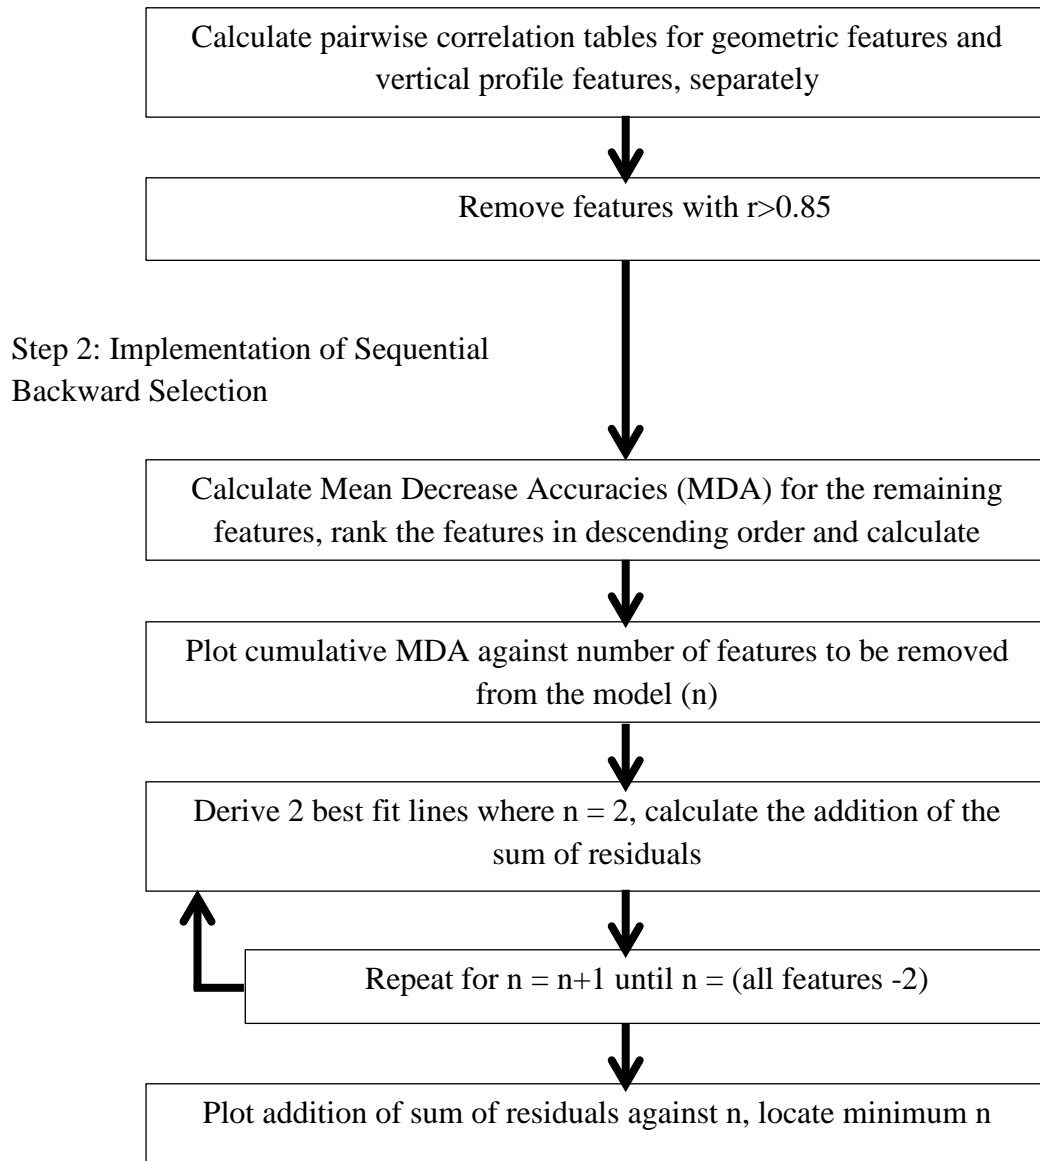 Calculate pairwise correlation tables for geometric features and
vertical profile features, separately
Remove features with r>0.85
Step 2: Implementation of Sequential
Backward Selection
Calculate Mean Decrease Accuracies (MDA) for the remaining
features, rank the features in descending order and calculate
Plot cumulative MDA against number of features to be removed
from the model (n)
Derive 2 best fit lines where n = 2, calculate the addition of the
sum of residuals
Repeat for n = n+1 until n = (all features -2)
Plot addition of sum of residuals against n, locate minimum n